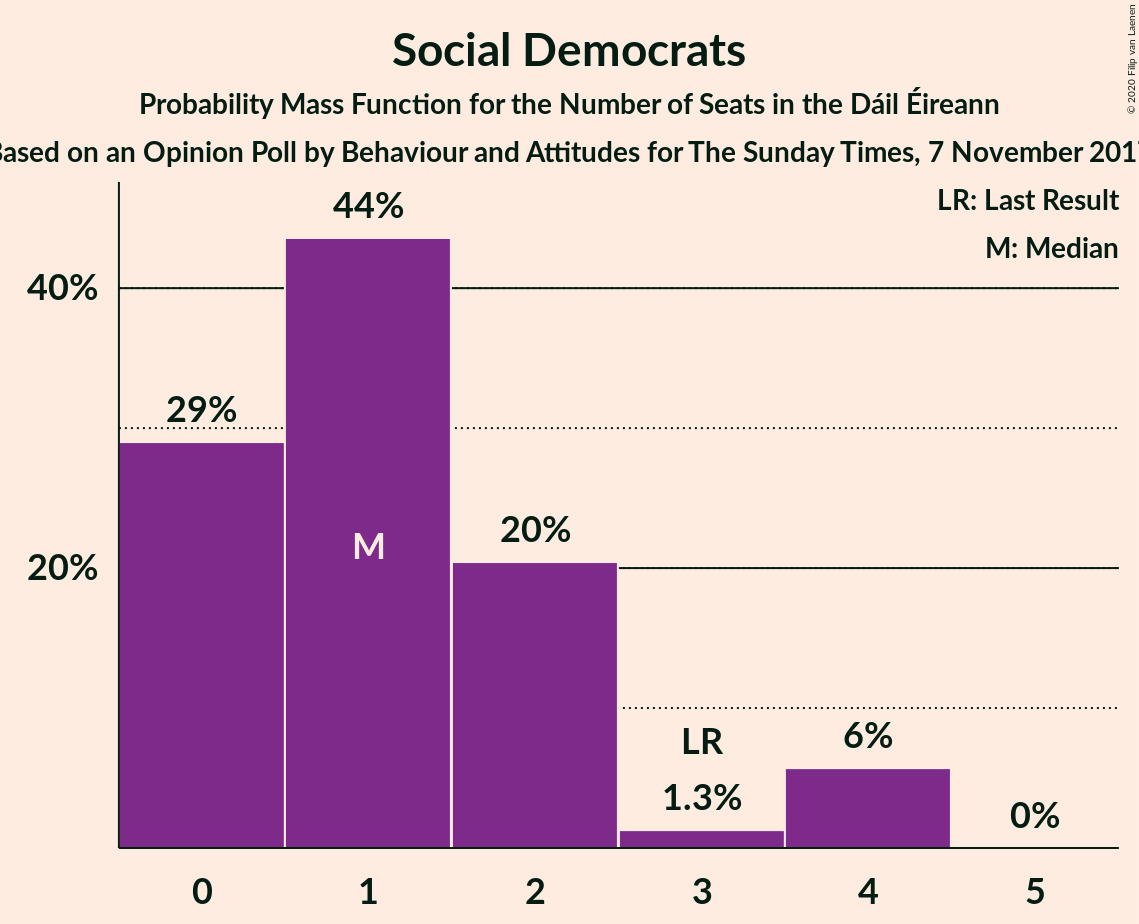 Social Democrats
Probability Mass Function for the Number of Seats in the Dáil Éireann
Based on an Opinion Poll by Behaviour and Attitudes for The Sunday Times, 7 November 2017
© 2020 Filip van Laenen
LR: Last Result
M: Median
44%
40%
29%
M
20%
20%
LR
6%
1.3%
0%
0 1 2 3 4 5